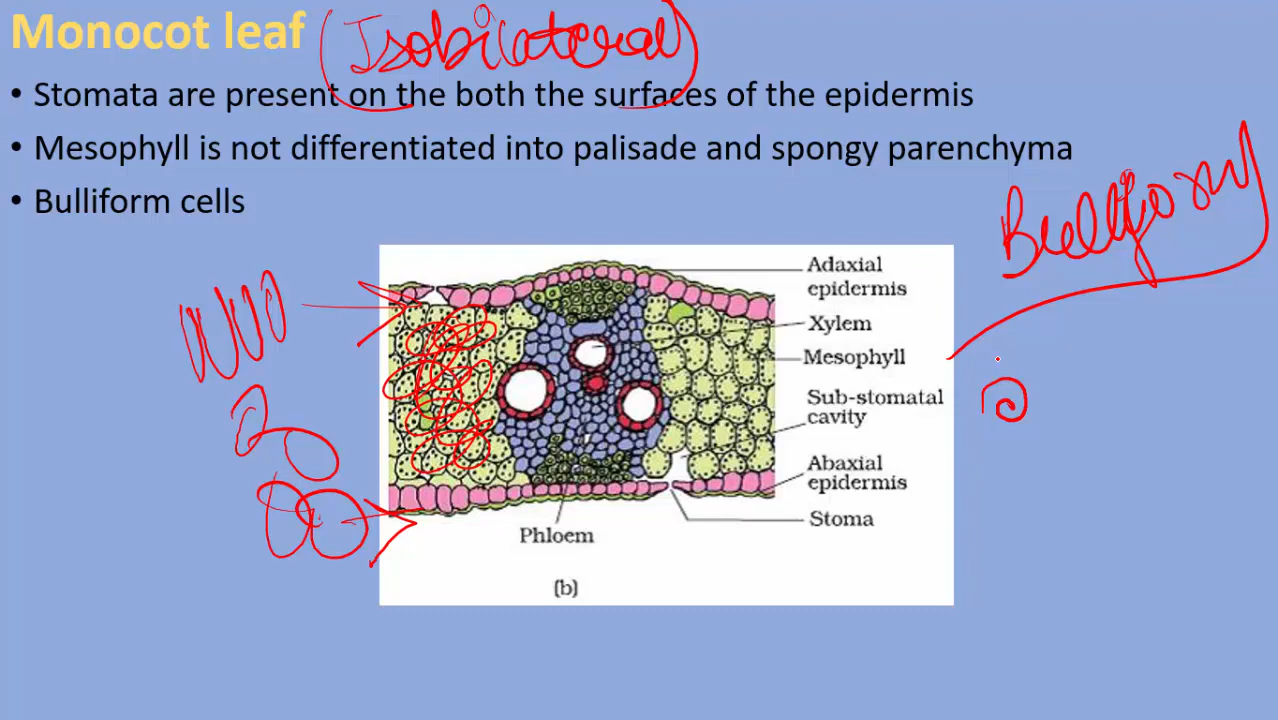 Monocot leaf (Isobilateral)
• Stomata are present on the both the surfaces of the epidermis
• Mesophyll is not differentiated into palisade and spongy parenchyma
• Bulliform cells
Bulliform
Adaxial
epidermis
Xylem
Mesophyll
Sub-stomatal
cavity
Abaxial
epidermis
Stoma
Phloem
(b)